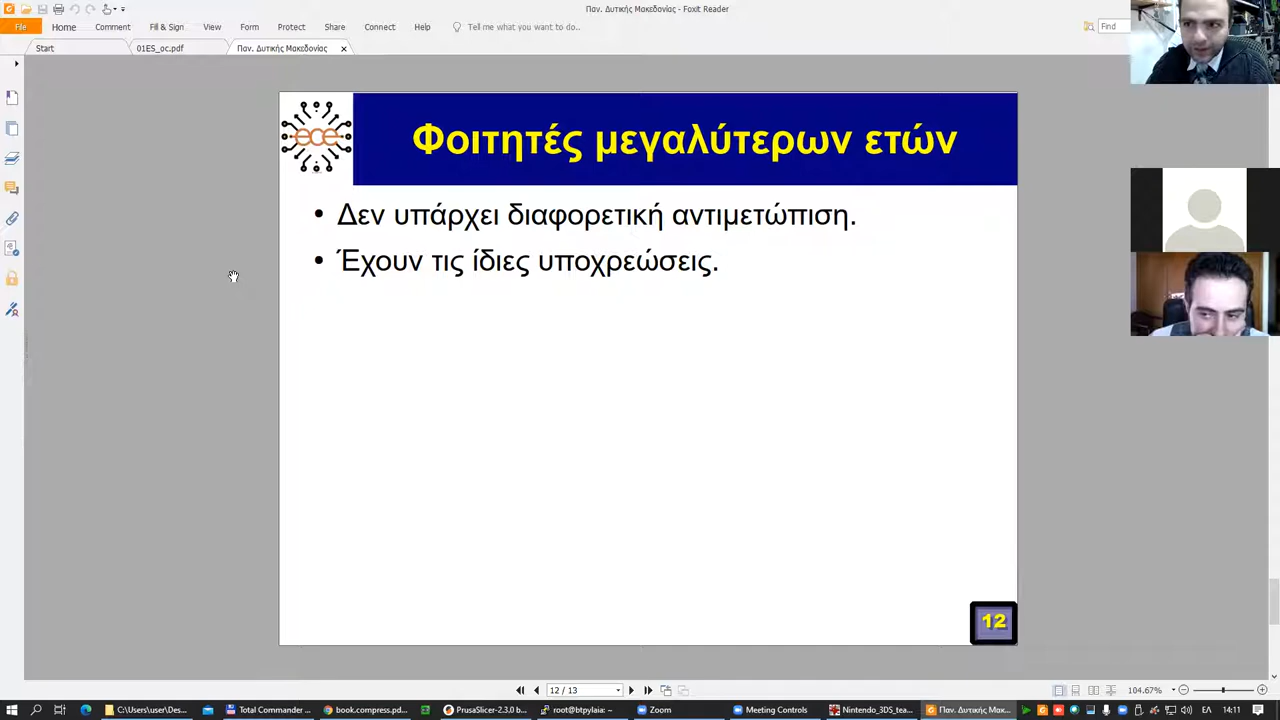 Παν. Δυτικής Μακεδονίας - Foxit Reader
File Home Comment Fill & Sign View Form Protect Share Connect Help Tell me what you want to do... Find
Start 01ES_oc.pdf Παν. Δυτικής Μακεδονίας
ece
Φοιτητές μεγαλύτερων ετών
• Δεν υπάρχει διαφορετική αντιμετώπιση.
• Έχουν τις ίδιες υποχρεώσεις.
12
12 / 13 104.67%
C:\Users\user\Des... Total Commander ... book.compress.pd... PrusaSlicer-2.3.0 b... root@btpylaia: ~ Zoom Meeting Controls Nintendo_3DS_tea... Παν. Δυτικής Μακ... ΕΛ 14:11